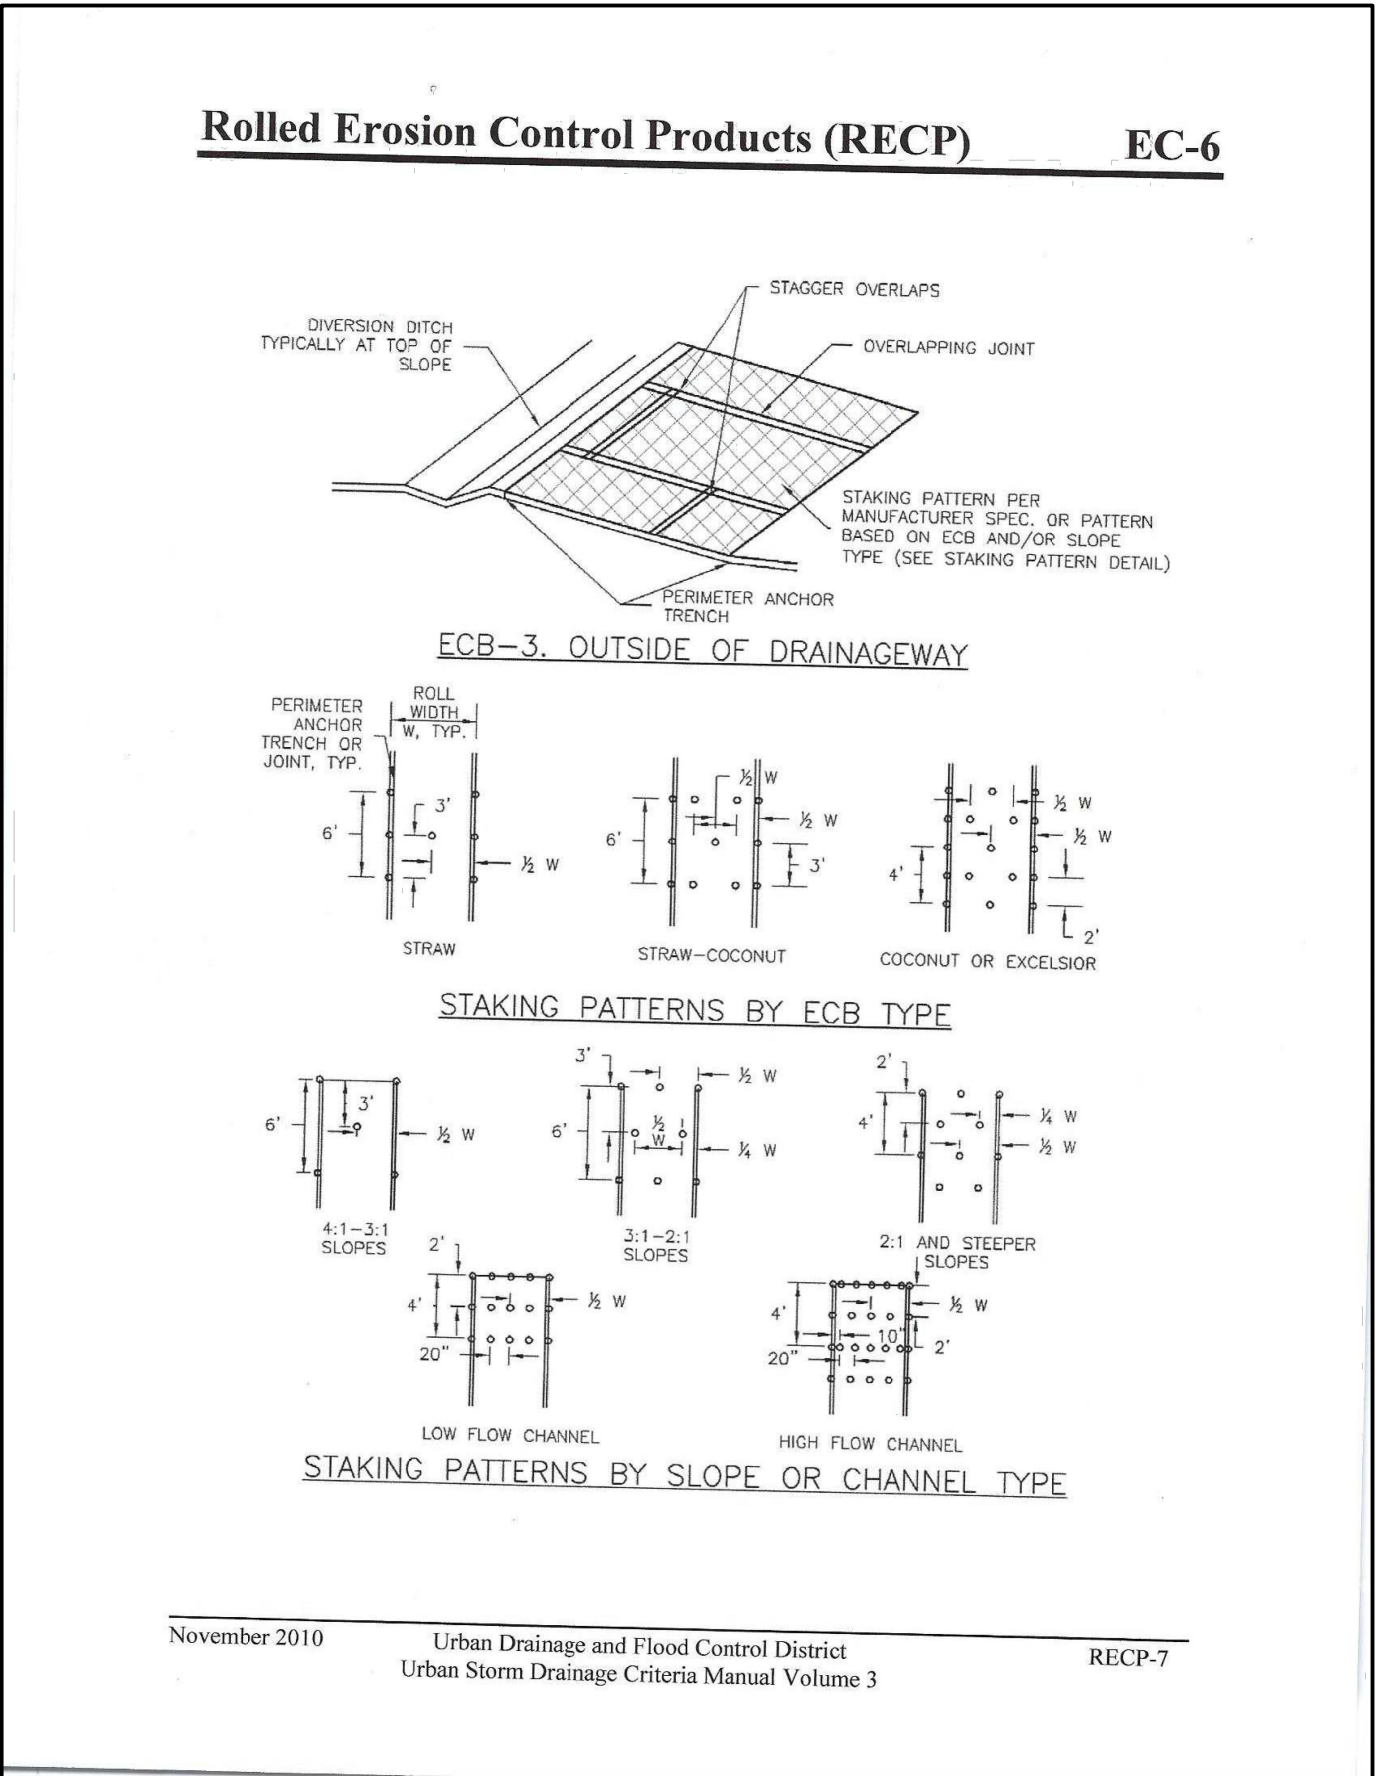 Rolled Erosion Control Products (RECP) EC-6
STAGGER OVERLAPS
DIVERSION DITCH
TYPICALLY AT TOP OF
SLOPE
OVERLAPPING JOINT
STAKING PATTERN PER
MANUFACTURER SPEC. OR PATTERN
BASED ON ECB AND/OR SLOPE
TYPE (SEE STAKING PATTERN DETAIL)
PERIMETER ANCHOR
TRENCH
ECB-3. OUTSIDE OF DRAINAGEWAY
PERIMETER
ANCHOR
TRENCH OR
JOINT, TYP.
ROLL
WIDTH
W, TYP.
3'
6'
½ W
STRAW
½ W
½ W
6'
3'
STRAW-COCONUT
½ W
½ W
4'
2'
COCONUT OR EXCELSIOR
STAKING PATTERNS BY ECB TYPE
6'
3'
½ W
4:1-3:1
SLOPES
3'
½ W
6'
½
W
¼ W
3:1-2:1
SLOPES
2'
4'
¼ W
½ W
2:1 AND STEEPER
SLOPES
2'
4'
½ W
20"
LOW FLOW CHANNEL
4'
½ W
10"
2'
20"
HIGH FLOW CHANNEL
STAKING PATTERNS BY SLOPE OR CHANNEL TYPE
November 2010
Urban Drainage and Flood Control District
Urban Storm Drainage Criteria Manual Volume 3
RECP-7